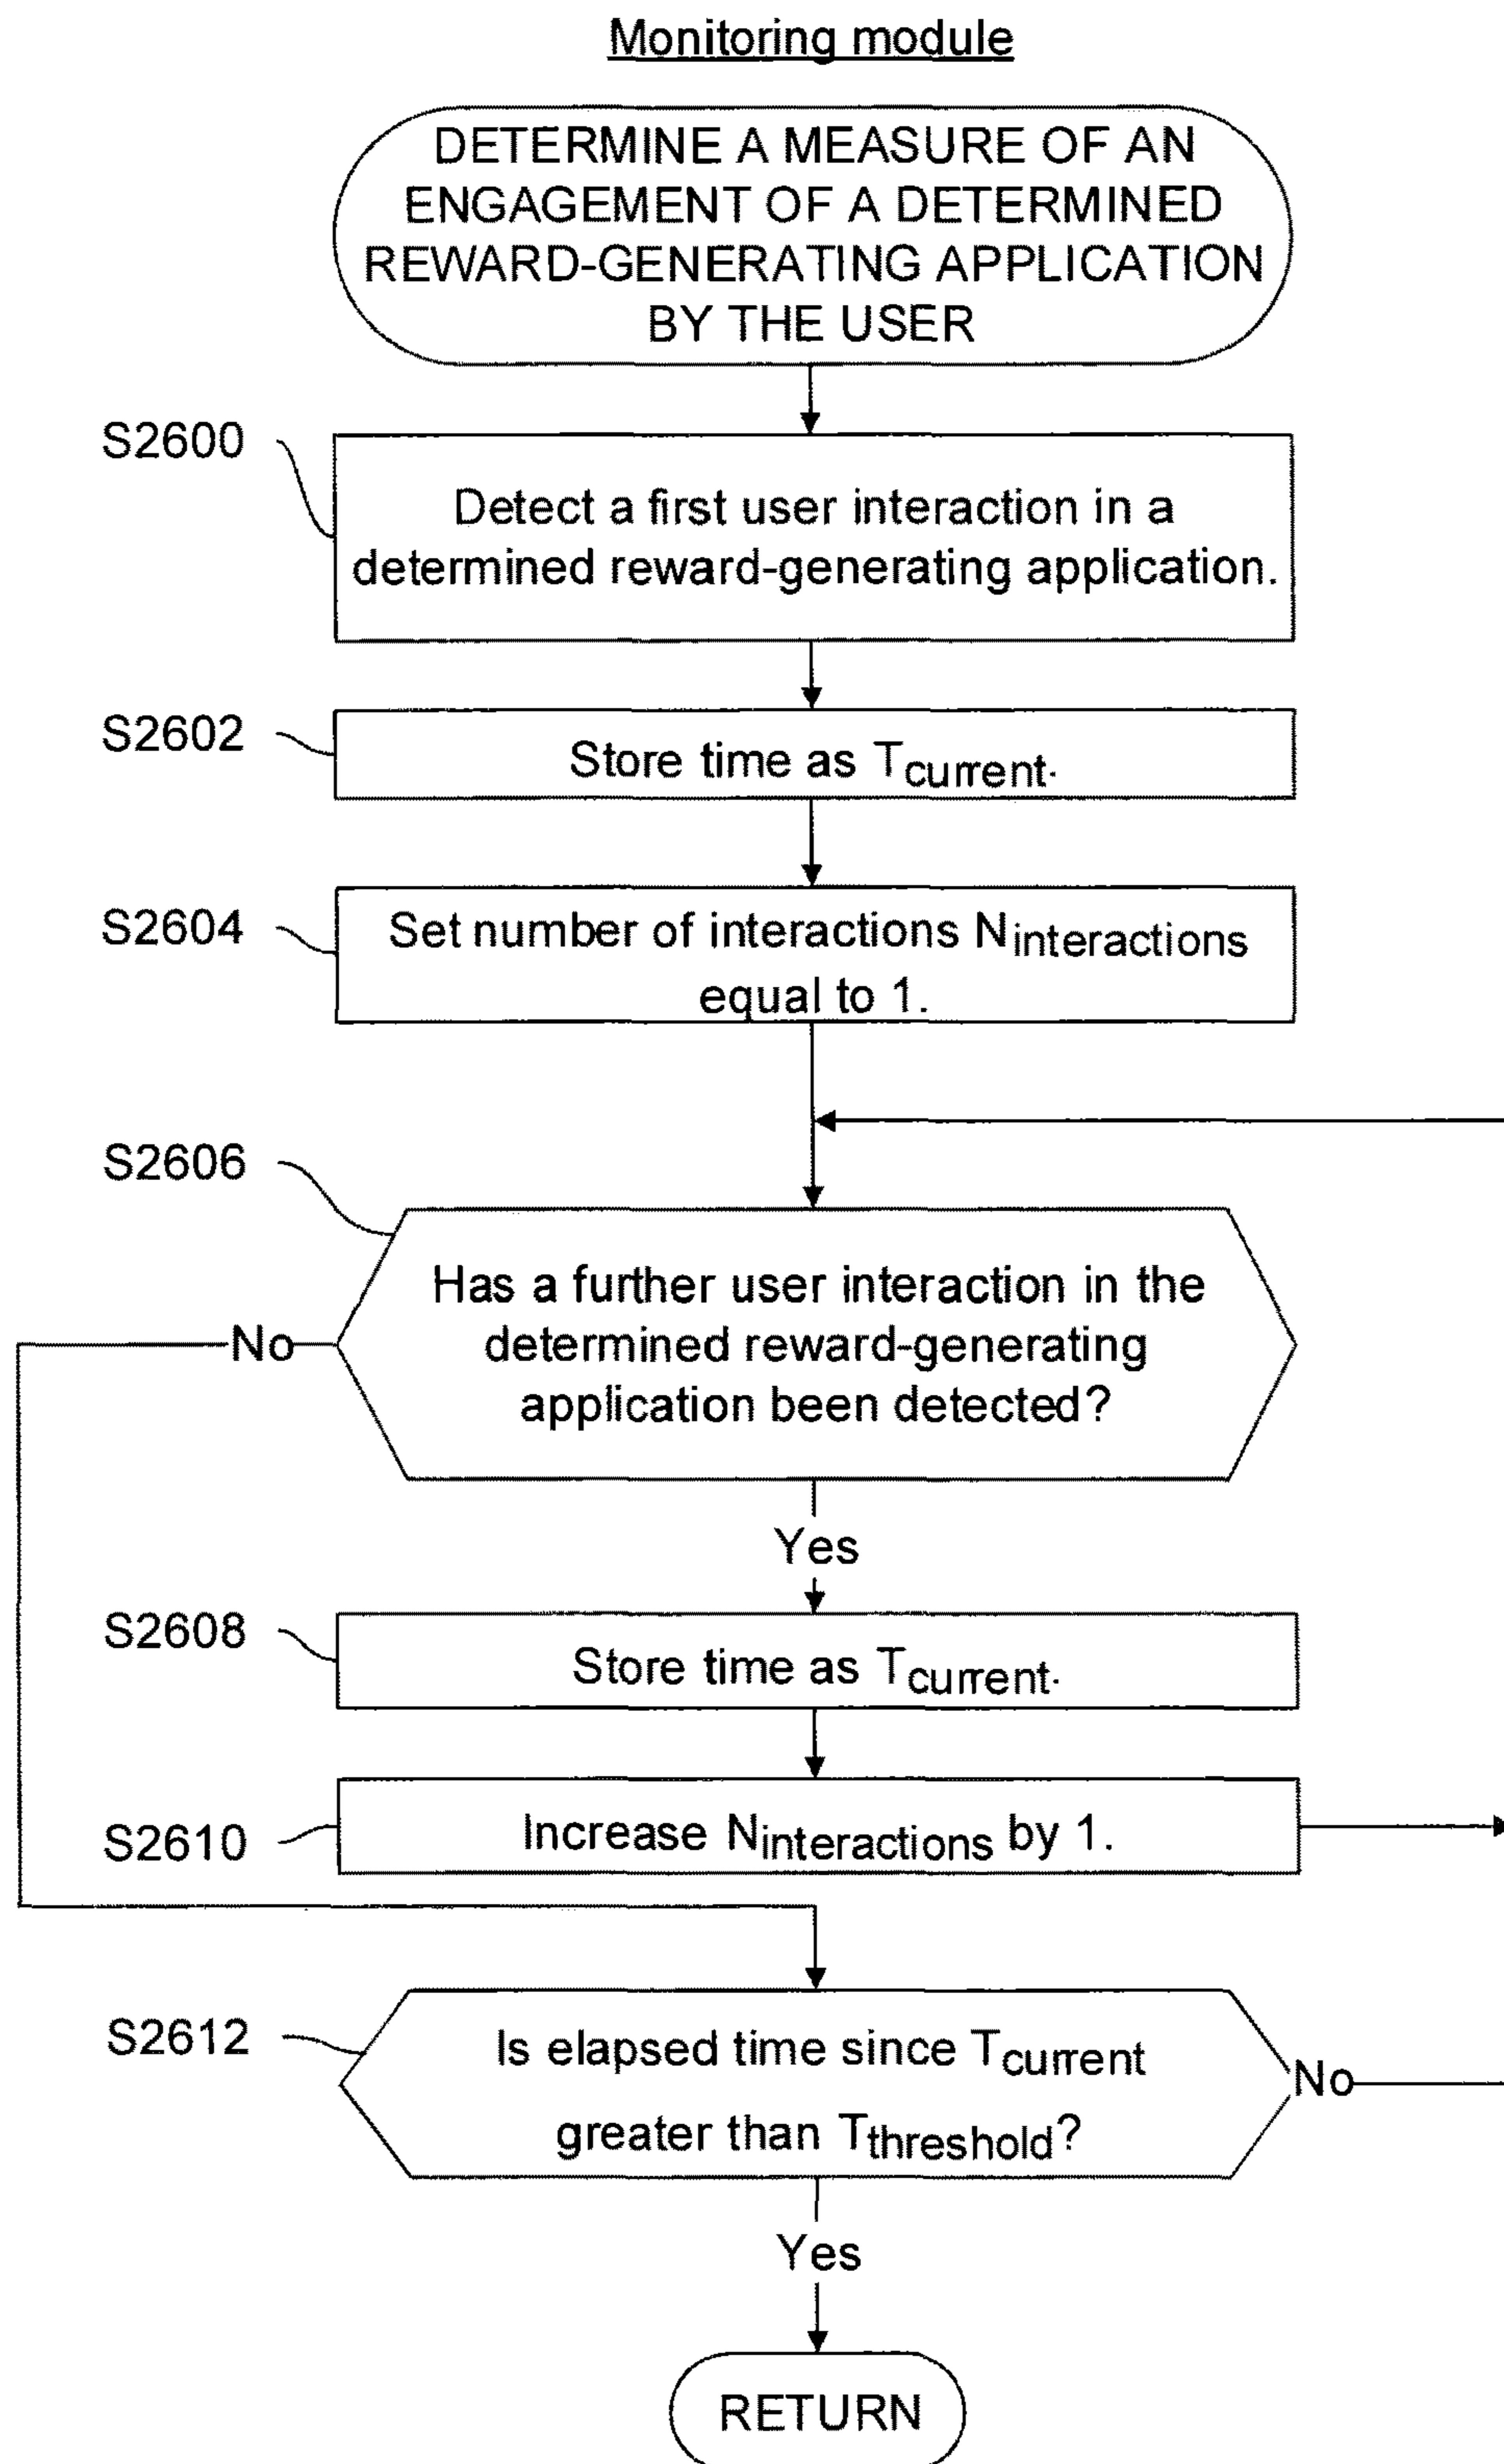 Monitoring module
DETERMINE A MEASURE OF AN
ENGAGEMENT OF A DETERMINED
REWARD-GENERATING APPLICATION
BY THE USER
S2600
Detect a first user interaction in a
determined reward-generating application.
S2602
Store time as Tcurrent.
S2604
Set number of interactions Ninteractions
equal to 1.
S2606
Has a further user interaction in the
determined reward-generating
application been detected?
No
Yes
S2608
Store time as Tcurrent.
S2610
Increase Ninteractions by 1.
S2612
Is elapsed time since Tcurrent
greater than Tthreshold?
No
Yes
RETURN